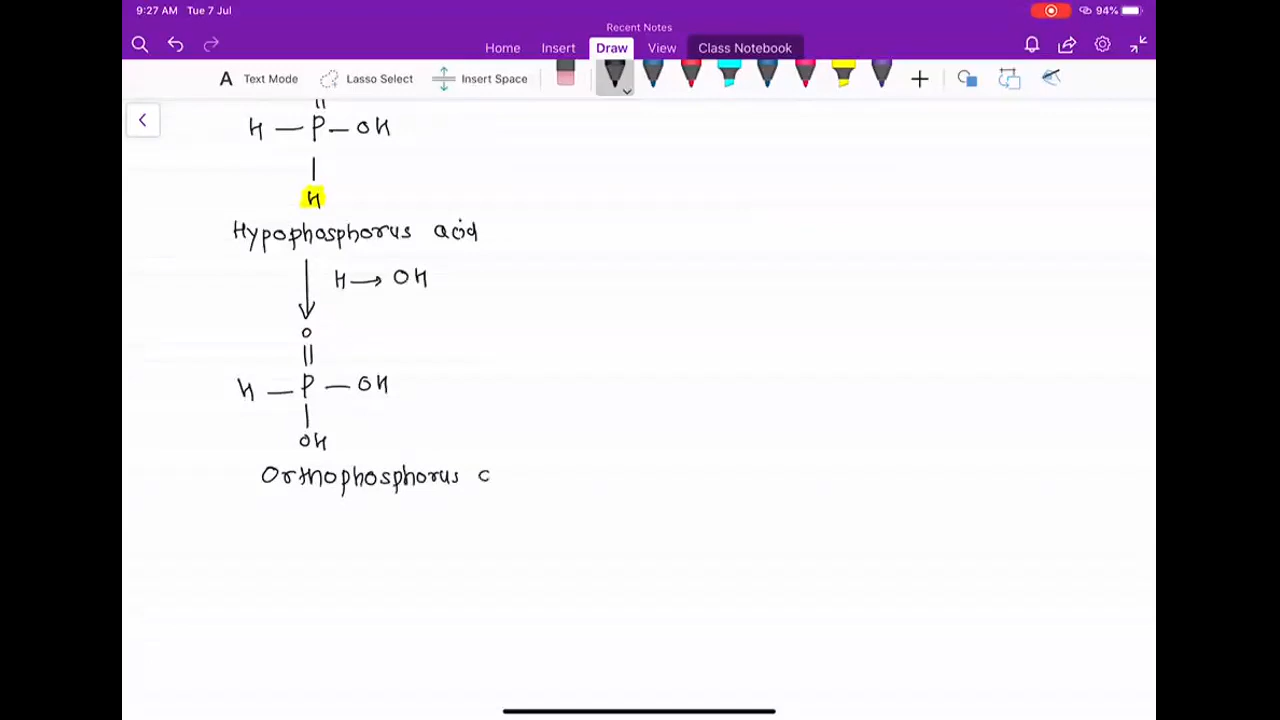 9:27 AM Tue 7 Jul
94%
Recent Notes
Home Insert Draw View Class Notebook
A Text Mode Lasso Select Insert Space
H — P — OH
H
Hypophosphorus acid
H → OH
O
H — P — OH
OH
Orthophosphorus a